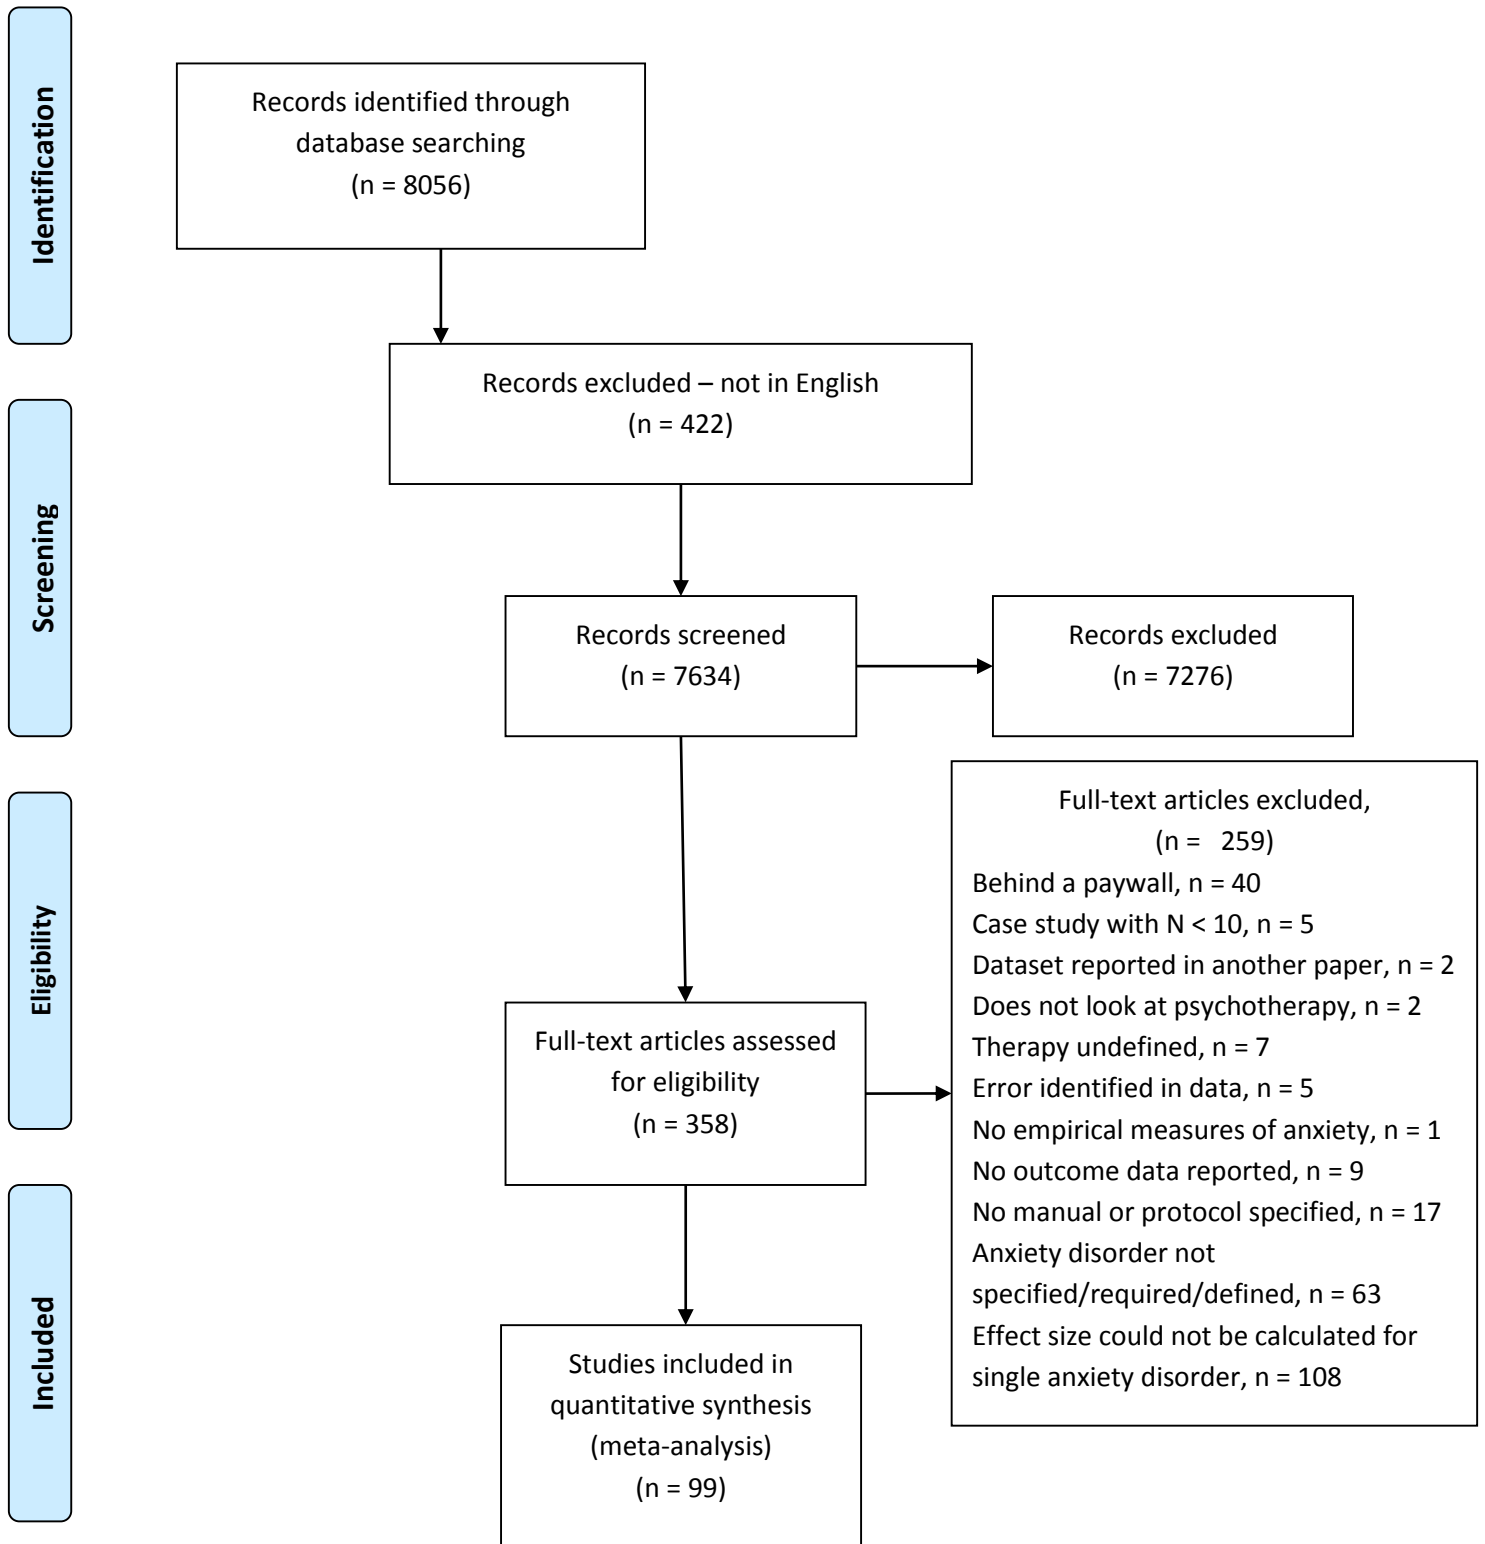 Identification
Records identified through
database searching
(n = 8056)
Records excluded – not in English
(n = 422)
Screening
Records screened
(n = 7634)
Records excluded
(n = 7276)
Eligibility
Full-text articles assessed
for eligibility
(n = 358)
Full-text articles excluded,
(n =   259)
Behind a paywall, n = 40
Case study with N < 10, n = 5
Dataset reported in another paper, n = 2
Does not look at psychotherapy, n = 2
Therapy undefined, n = 7
Error identified in data, n = 5
No empirical measures of anxiety, n = 1
No outcome data reported, n = 9
No manual or protocol specified, n = 17
Anxiety disorder not
specified/required/defined, n = 63
Effect size could not be calculated for
single anxiety disorder, n = 108
Included
Studies included in
quantitative synthesis
(meta-analysis)
(n = 99)